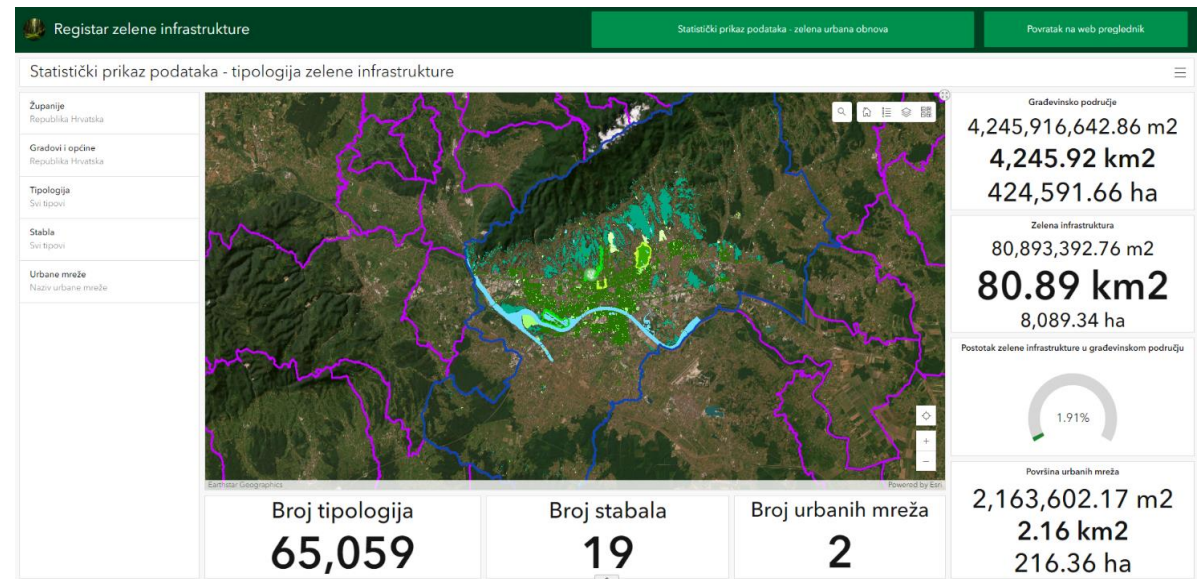 Registar zelene infrastrukture
Statistički prikaz podataka - zelena urbana obnova
Povratak na web preglednik
Statistički prikaz podataka - tipologija zelene infrastrukture
Županije
Republika Hrvatska
Gradovi i općine
Republika Hrvatska
Tipologija
Svi tipovi
Stabla
Svi tipovi
Urbane mreže
Naziv urbane mreže
Earthstar Geographics
Powered by Esri
Broj tipologija
65,059
Broj stabala
19
Broj urbanih mreža
2
Građevinsko područje
4,245,916,642.86 m2
4,245.92 km2
424,591.66 ha
Zelena infrastruktura
80,893,392.76 m2
80.89 km2
8,089.34 ha
Postotak zelene infrastrukture u građevinskom području
1.91%
Površina urbanih mreža
2,163,602.17 m2
2.16 km2
216.36 ha